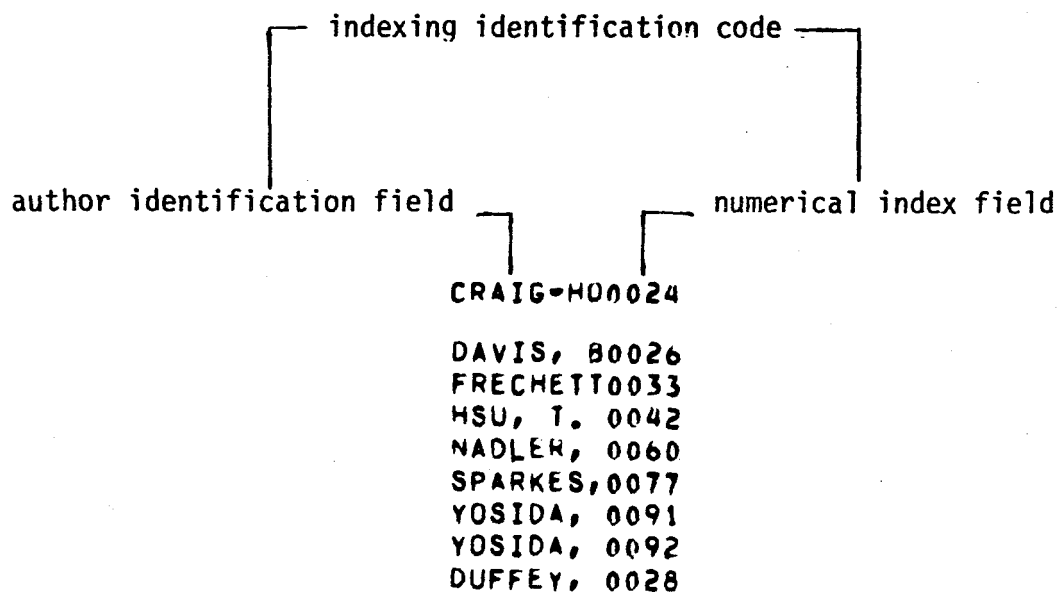 indexing identification code
author identification field numerical index field
CRAIG-HO0024
DAVIS, B0026
FRECHETT0033
HSU, T. 0042
NADLER, 0060
SPARKES,0077
YOSIDA, 0091
YOSIDA, 0092
DUFFEY, 0028